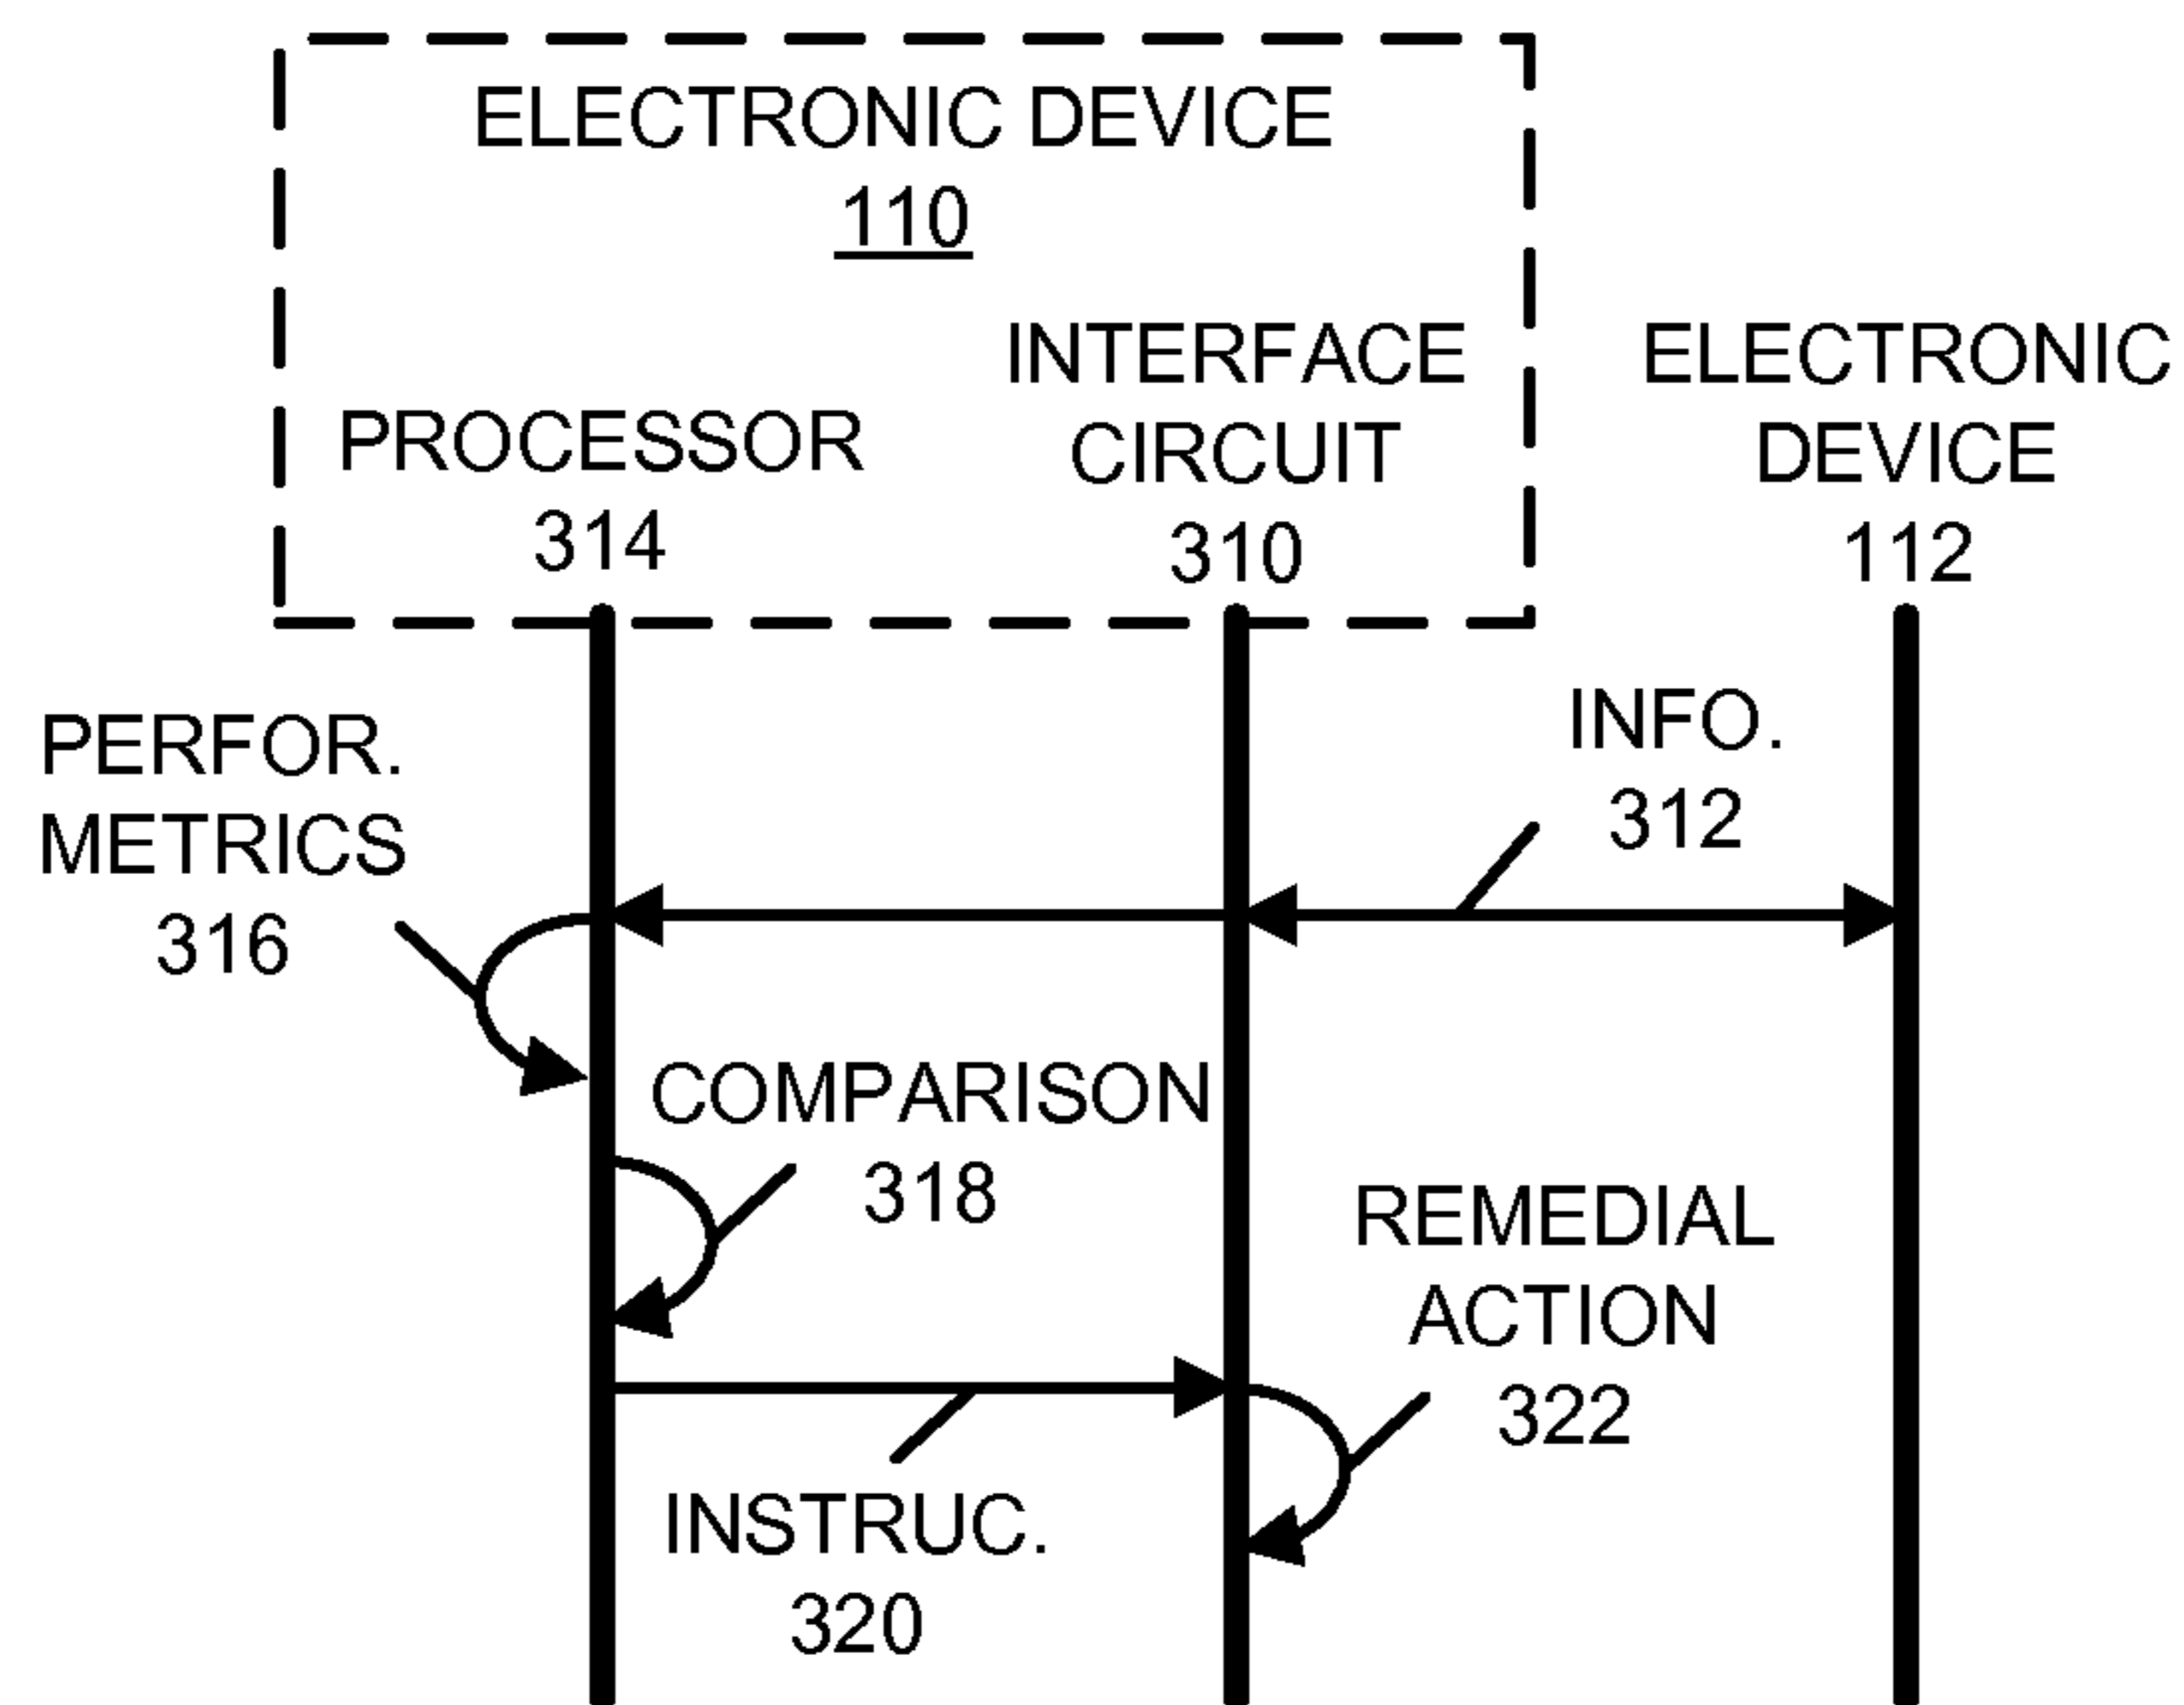 ELECTRONIC DEVICE
110
PROCESSOR
314
INTERFACE
CIRCUIT
310
ELECTRONIC
DEVICE
112
PERFOR.
METRICS
316
INFO.
312
COMPARISON
318
REMEDIAL
ACTION
322
INSTRUC.
320